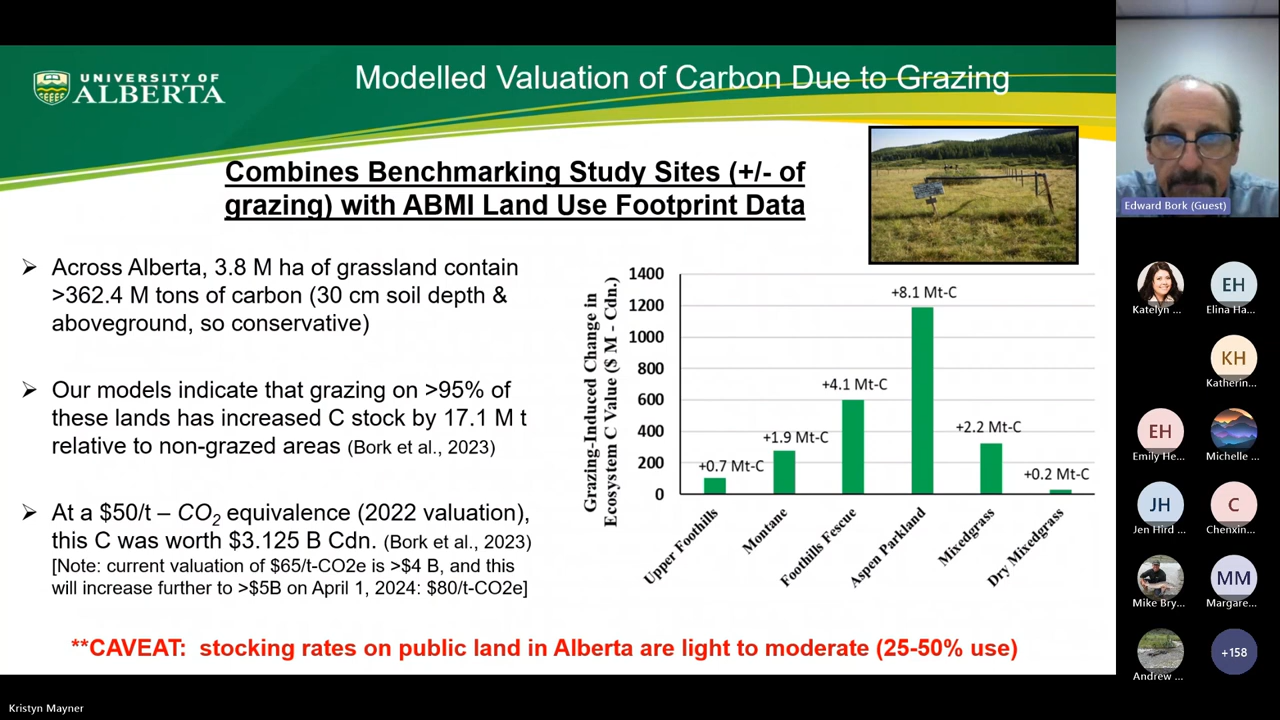 UNIVERSITY OF
ALBERTA
Modelled Valuation of Carbon Due to Grazing
Combines Benchmarking Study Sites (+/- of
grazing) with ABMI Land Use Footprint Data
➢ Across Alberta, 3.8 M ha of grassland contain
>362.4 M tons of carbon (30 cm soil depth &
aboveground, so conservative)
➢ Our models indicate that grazing on >95% of
these lands has increased C stock by 17.1 M t
relative to non-grazed areas (Bork et al., 2023)
➢ At a $50/t – CO2 equivalence (2022 valuation),
this C was worth $3.125 B Cdn. (Bork et al., 2023)
[Note: current valuation of $65/t-CO2e is >$4 B, and this
will increase further to >$5B on April 1, 2024: $80/t-CO2e]
Grazing-Induced Change in
Ecosystem C Value ($ M - Cdn.)
1400
1200
1000
800
600
400
200
0
+0.7 Mt-C
+1.9 Mt-C
+4.1 Mt-C
+8.1 Mt-C
+2.2 Mt-C
+0.2 Mt-C
Upper Foothills
Montane
Foothills Fescue
Aspen Parkland
Mixedgrass
Dry Mixedgrass
**CAVEAT: stocking rates on public land in Alberta are light to moderate (25-50% use)
Edward Bork (Guest)
Katelyn ...
EH
Elina Ha...
KH
Katherin...
EH
Emily He...
Michelle ...
JH
Jen Hird ...
C
Chenxin...
Mike Bry...
MM
Margare...
Andrew ...
+158
Kristyn Mayner